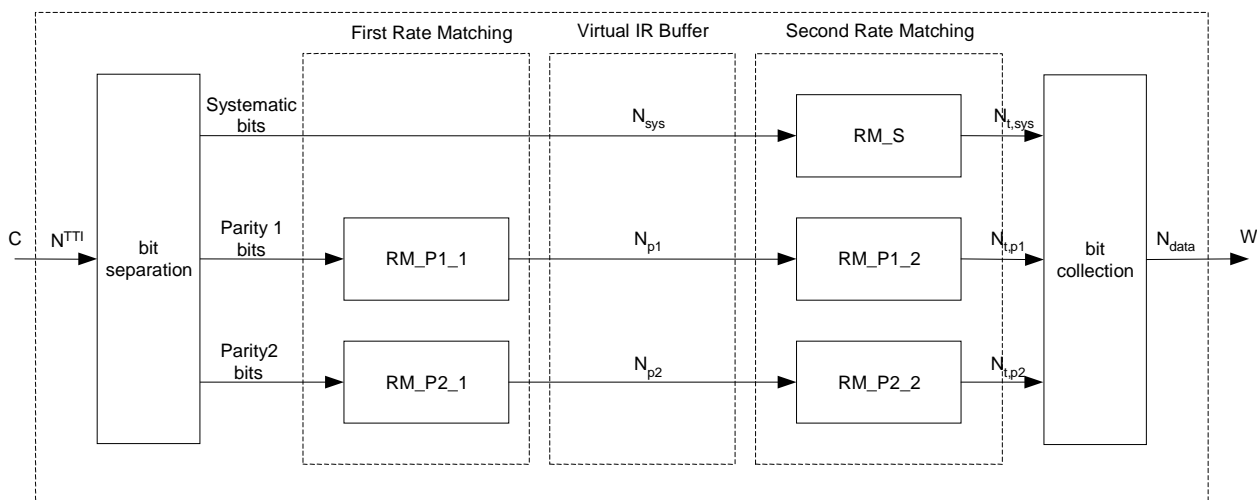 First Rate Matching
Virtual IR Buffer
Second Rate Matching
Systematic
bits
N_sys
RM_S
N_t,sys
C
N^TTI
bit
separation
Parity 1
bits
RM_P1_1
N_p1
RM_P1_2
N_t,p1
bit
collection
N_data
W
Parity2
bits
RM_P2_1
N_p2
RM_P2_2
N_t,p2